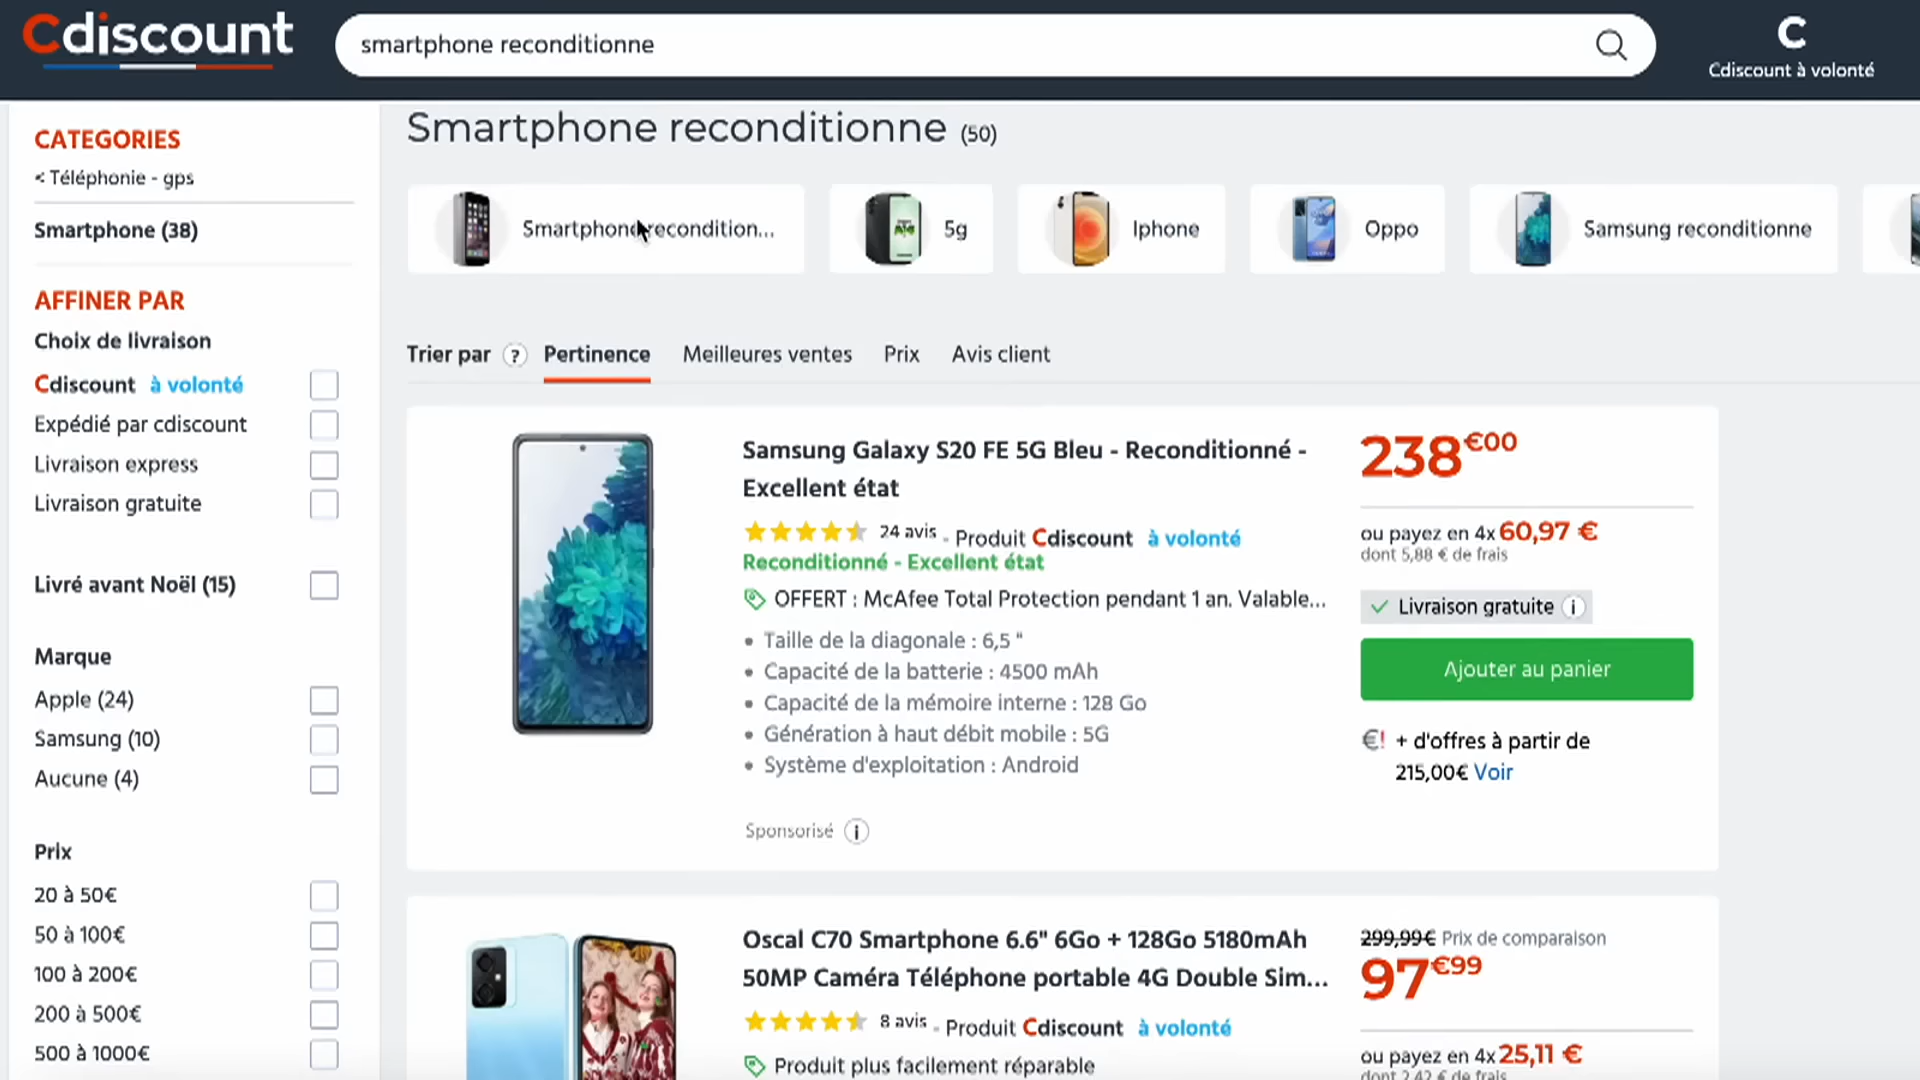 Cdiscount
smartphone reconditionne
C
Cdiscount à volonté
CATEGORIES
< Téléphonie - gps
Smartphone (38)
AFFINER PAR
Choix de livraison
Cdiscount à volonté
Expédié par cdiscount
Livraison express
Livraison gratuite
Livré avant Noël (15)
Marque
Apple (24)
Samsung (10)
Aucune (4)
Prix
20 à 50€
50 à 100€
100 à 200€
200 à 500€
500 à 1000€
Smartphone reconditionne (50)
Smartphone recondition...
5g
Iphone
Oppo
Samsung reconditionne
Trier par ? Pertinence Meilleures ventes Prix Avis client
Samsung Galaxy S20 FE 5G Bleu - Reconditionné -
Excellent état
24 avis - Produit Cdiscount à volonté
Reconditionné - Excellent état
OFFERT : McAfee Total Protection pendant 1 an. Valable...
• Taille de la diagonale : 6,5 "
• Capacité de la batterie : 4500 mAh
• Capacité de la mémoire interne : 128 Go
• Génération à haut débit mobile : 5G
• Système d'exploitation : Android
Sponsorisé i
238€00
ou payez en 4x 60,97 €
dont 5,88 € de frais
Livraison gratuite i
Ajouter au panier
€! + d'offres à partir de
215,00€ Voir
Oscal C70 Smartphone 6.6" 6Go + 128Go 5180mAh
50MP Caméra Téléphone portable 4G Double Sim...
8 avis - Produit Cdiscount à volonté
Produit plus facilement réparable
299,99€ Prix de comparaison
97€99
ou payez en 4x 25,11 €
dont 2,42 € de frais